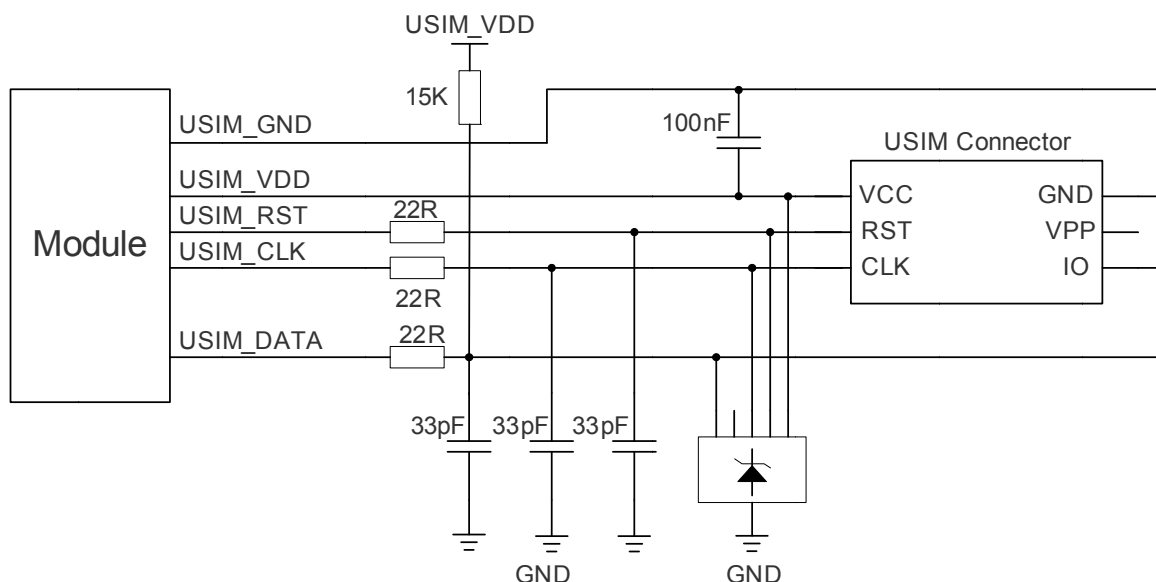 USIM_VDD
15K
USIM_GND
100nF
USIM Connector
USIM_VDD
VCC
GND
USIM_RST
22R
RST
VPP
Module
USIM_CLK
CLK
IO
22R
USIM_DATA
22R
33pF
33pF
33pF
GND
GND